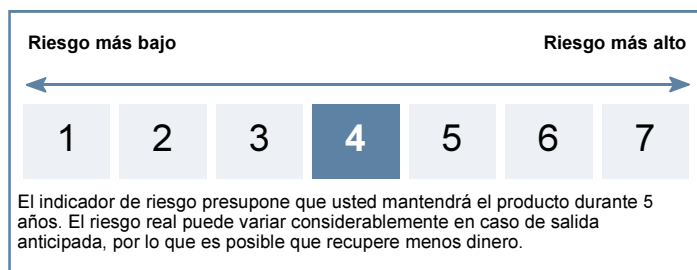 Riesgo más bajo Riesgo más alto
1 2 3 4 5 6 7
El indicador de riesgo presupone que usted mantendrá el producto durante 5
años. El riesgo real puede variar considerablemente en caso de salida
anticipada, por lo que es posible que recupere menos dinero.